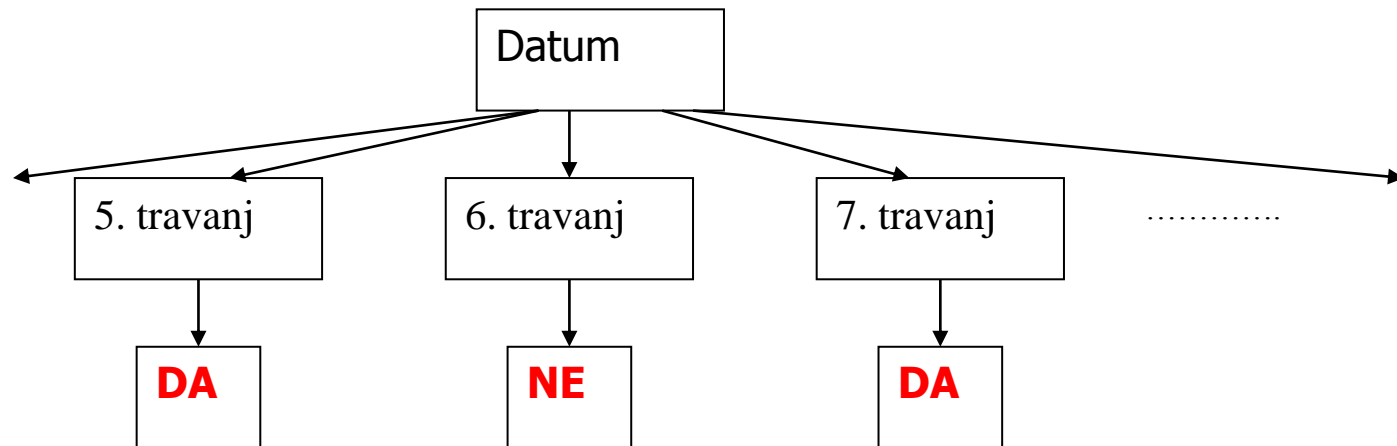 Datum
5. travanj
6. travanj
7. travanj
.............
DA
NE
DA